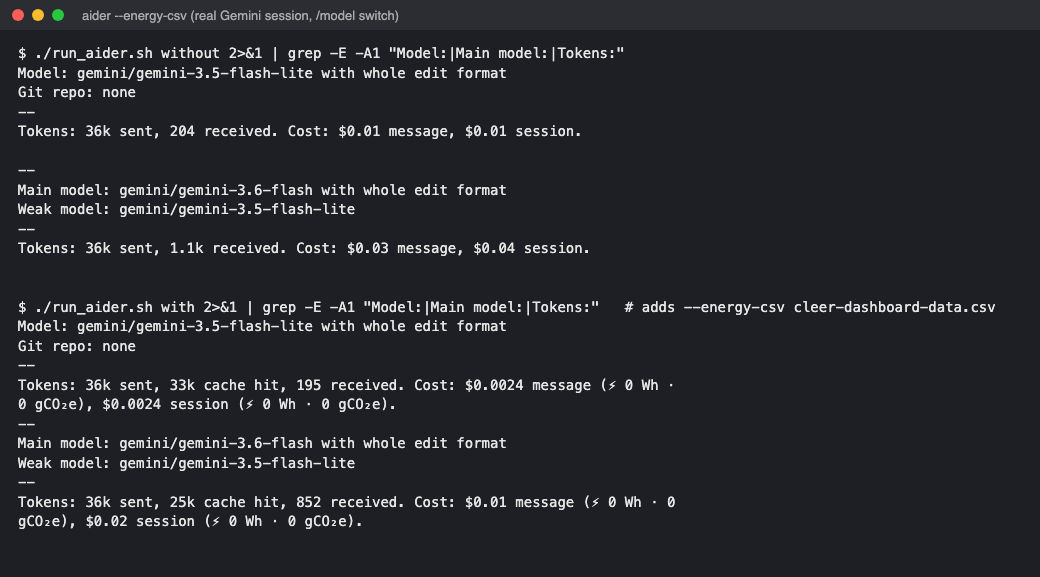 aider --energy-csv (real Gemini session, /model switch)
$ ./run_aider.sh without 2>&1 | grep -E -A1 "Model:|Main model:|Tokens:"
Model: gemini/gemini-3.5-flash-lite with whole edit format
Git repo: none
--
Tokens: 36k sent, 204 received. Cost: $0.01 message, $0.01 session.
--
Main model: gemini/gemini-3.6-flash with whole edit format
Weak model: gemini/gemini-3.5-flash-lite
--
Tokens: 36k sent, 1.1k received. Cost: $0.03 message, $0.04 session.
$ ./run_aider.sh with 2>&1 | grep -E -A1 "Model:|Main model:|Tokens:"   # adds --energy-csv cleer-dashboard-data.csv
Model: gemini/gemini-3.5-flash-lite with whole edit format
Git repo: none
--
Tokens: 36k sent, 33k cache hit, 195 received. Cost: $0.0024 message (⚡ 0 Wh ·
0 gCO₂e), $0.0024 session (⚡ 0 Wh · 0 gCO₂e).
--
Main model: gemini/gemini-3.6-flash with whole edit format
Weak model: gemini/gemini-3.5-flash-lite
--
Tokens: 36k sent, 25k cache hit, 852 received. Cost: $0.01 message (⚡ 0 Wh · 0
gCO₂e), $0.02 session (⚡ 0 Wh · 0 gCO₂e).